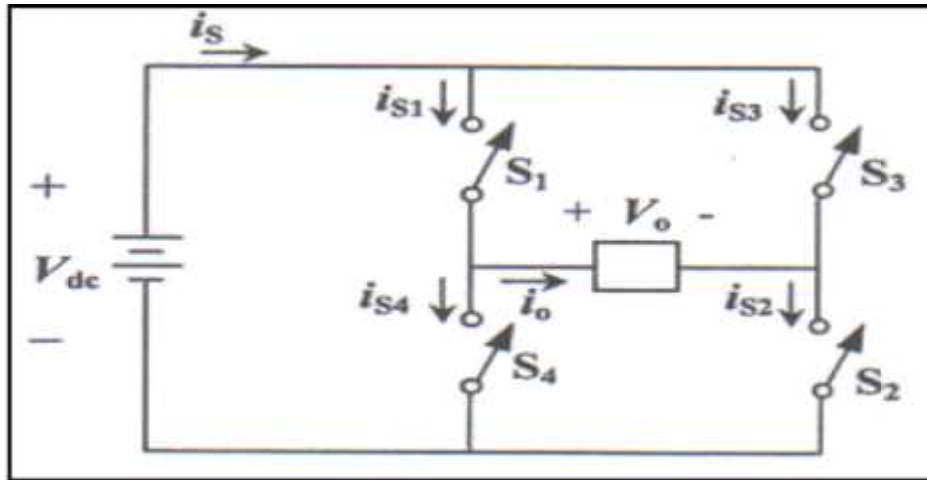 iS
iS1
iS3
S1
S3
+
+ Vo -
Vdc
iS4
io
iS2
S4
S2
–